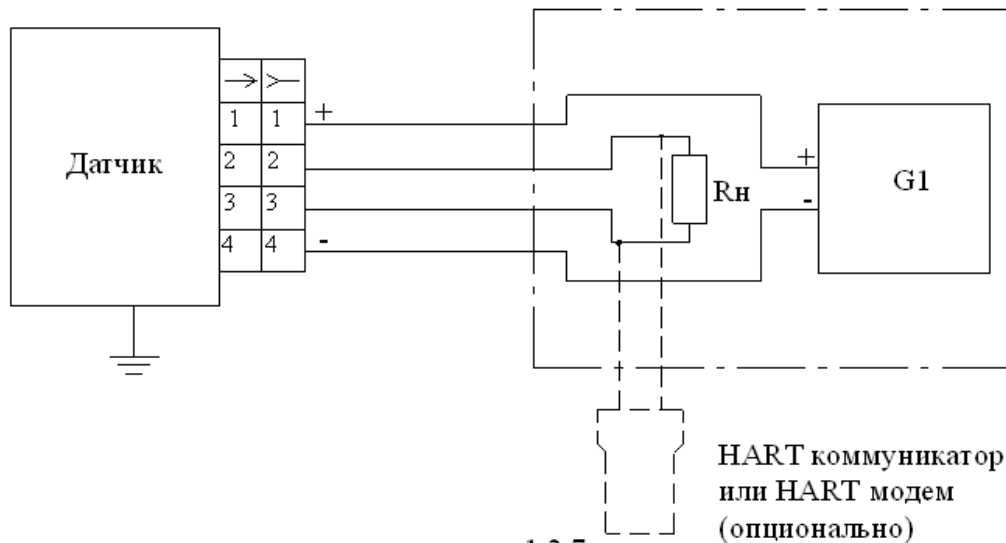 Датчик
1 1 +
2 2
3 3
4 4 -
Rн
+
-
G1
HART коммуникатор
или HART модем
(опционально)